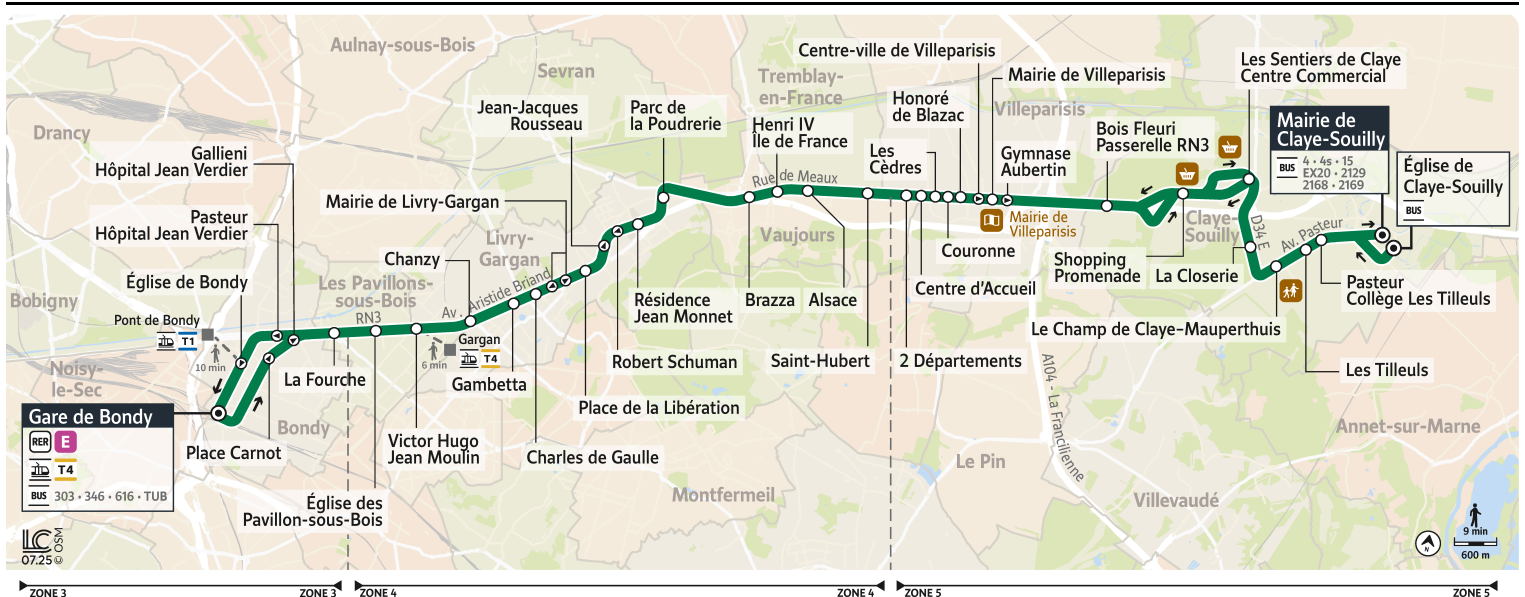 Aulnay-sous-Bois
Sevran
Tremblay-
en-France
Villeparisis
Drancy
Bobigny
Noisy-
le-Sec
Bondy
Les Pavillons-
sous-Bois
Livry-
Gargan
Vaujours
Montfermeil
Le Pin
Villevaudé
Claye-
Souilly
Annet-sur-Marne
Gare de Bondy
RER E
T4
BUS 303 • 346 • 616 • TUB
Place Carnot
Pont de Bondy
T1
10 min
Église de Bondy
Pasteur
Hôpital Jean Verdier
Gallieni
Hôpital Jean Verdier
La Fourche
RN3
Église des
Pavillon-sous-Bois
Victor Hugo
Jean Moulin
Chanzy
Av. Aristide Briand
Gargan
T4
6 min
Gambetta
Charles de Gaulle
Mairie de Livry-Gargan
Place de la Libération
Jean-Jacques
Rousseau
Robert Schuman
Résidence
Jean Monnet
Parc de
la Poudrerie
Brazza
Henri IV
Île de France
Rue de Meaux
Alsace
Saint-Hubert
2 Départements
Centre d'Accueil
Les
Cèdres
Couronne
Honoré
de Blazac
Centre-ville de Villeparisis
Mairie de Villeparisis
Mairie de
Villeparisis
Gymnase
Aubertin
A104 - La Francilienne
Bois Fleuri
Passerelle RN3
Shopping
Promenade
Les Sentiers de Claye
Centre Commercial
D34E
La Closerie
Le Champ de Claye-Mauperthuis
Les Tilleuls
Av. Pasteur
Pasteur
Collège Les Tilleuls
Mairie de
Claye-Souilly
BUS
4 • 4s • 15
EX20 • 2129
2168 • 2169
Église de
Claye-Souilly
BUS
LC
07.25 © OSM
N
9 min
600 m
ZONE 3
ZONE 3
ZONE 4
ZONE 4
ZONE 5
ZONE 5